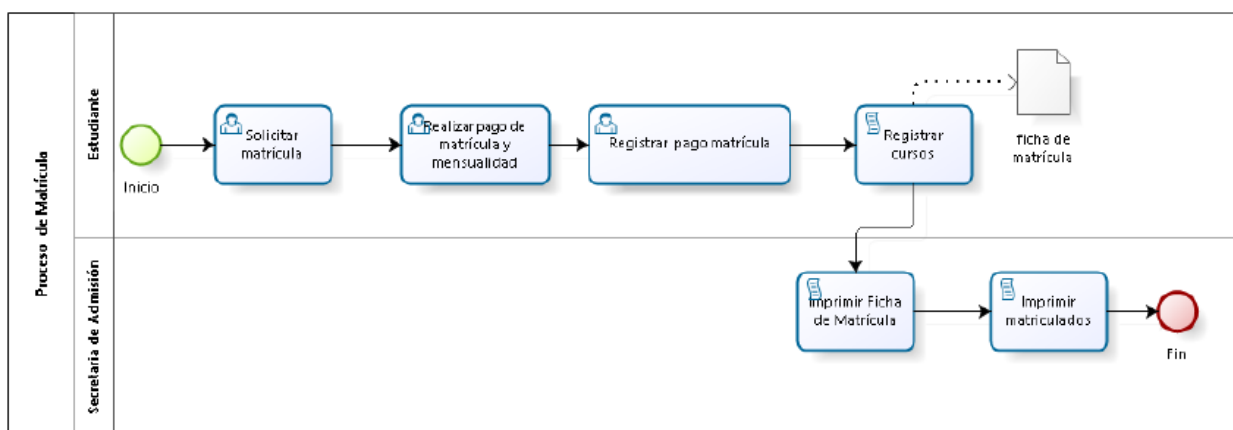 Proceso de Matrícula
Estudiante
Inicio
Solicitar
matrícula
Realizar pago de
matrícula y
mensualidad
Registrar pago matrícula
Registrar
cursos
ficha de
matrícula
Secretaria de Admisión
Imprimir Ficha
de Matrícula
Imprimir
matriculados
Fin